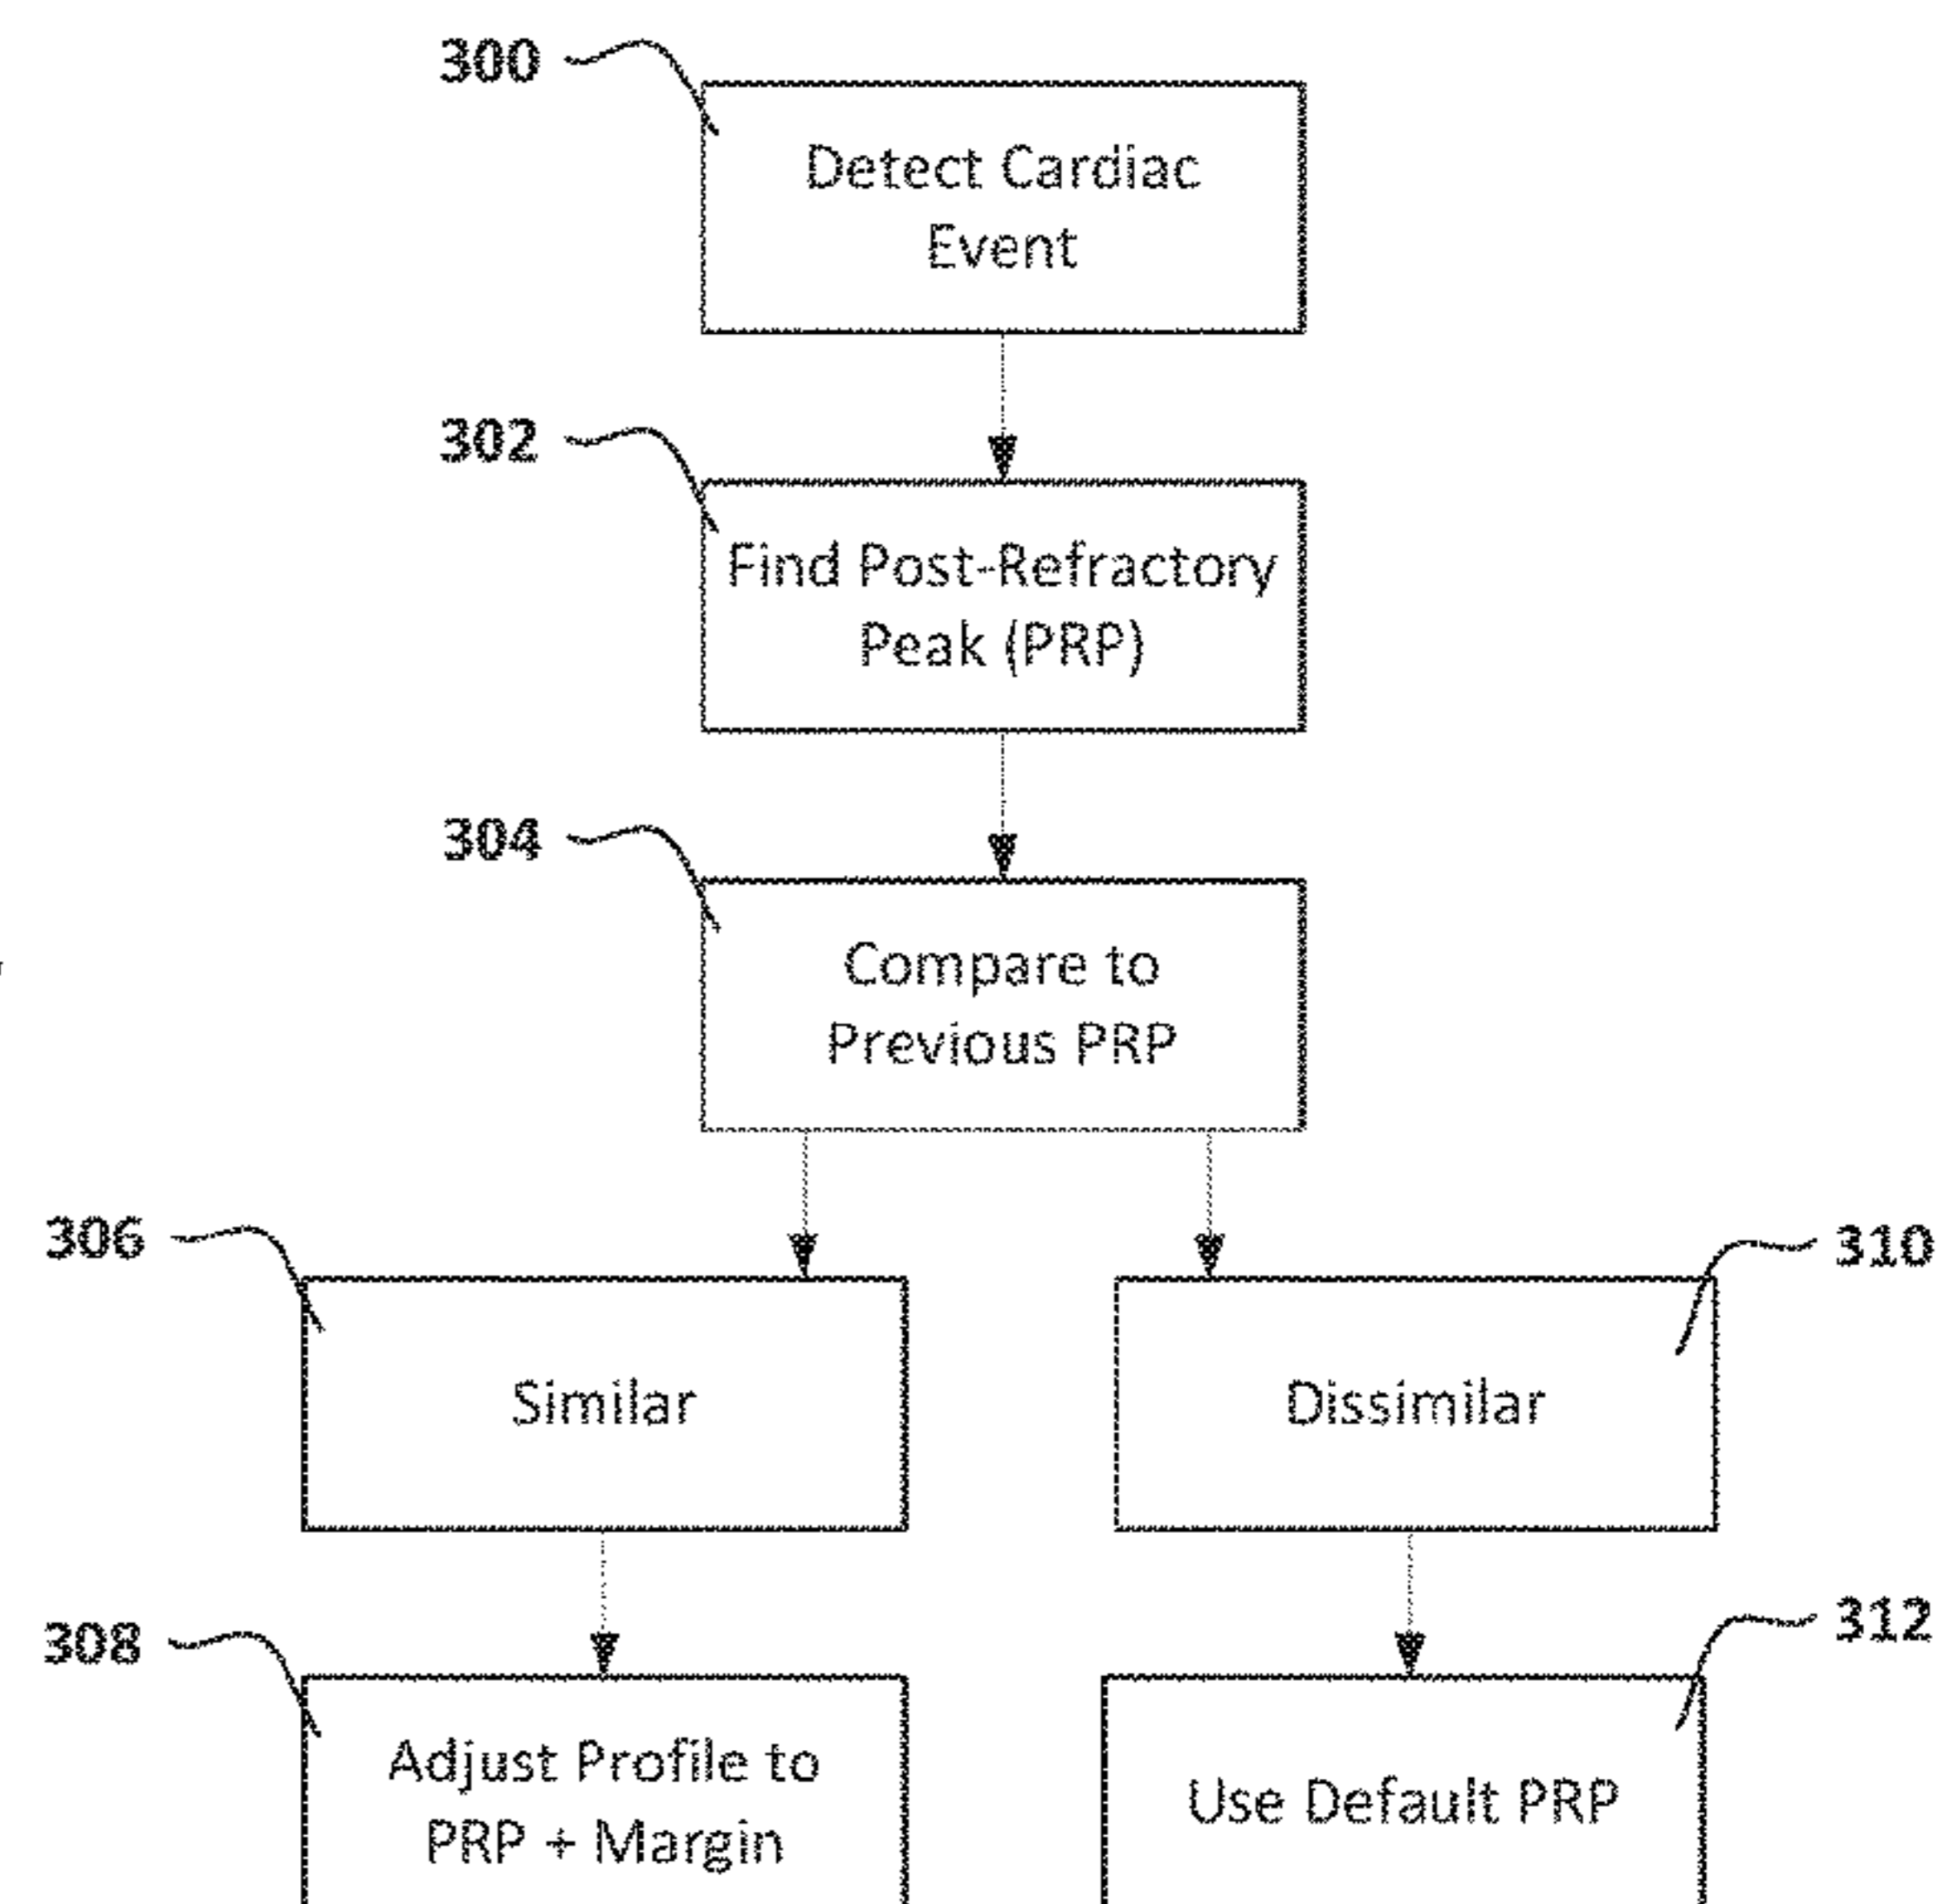 300
Detect Cardiac
Event
302
Find Post-Refractory
Peak (PRP)
304
Compare to
Previous PRP
306
Similar
310
Dissimilar
308
Adjust Profile to
PRP + Margin
312
Use Default PRP